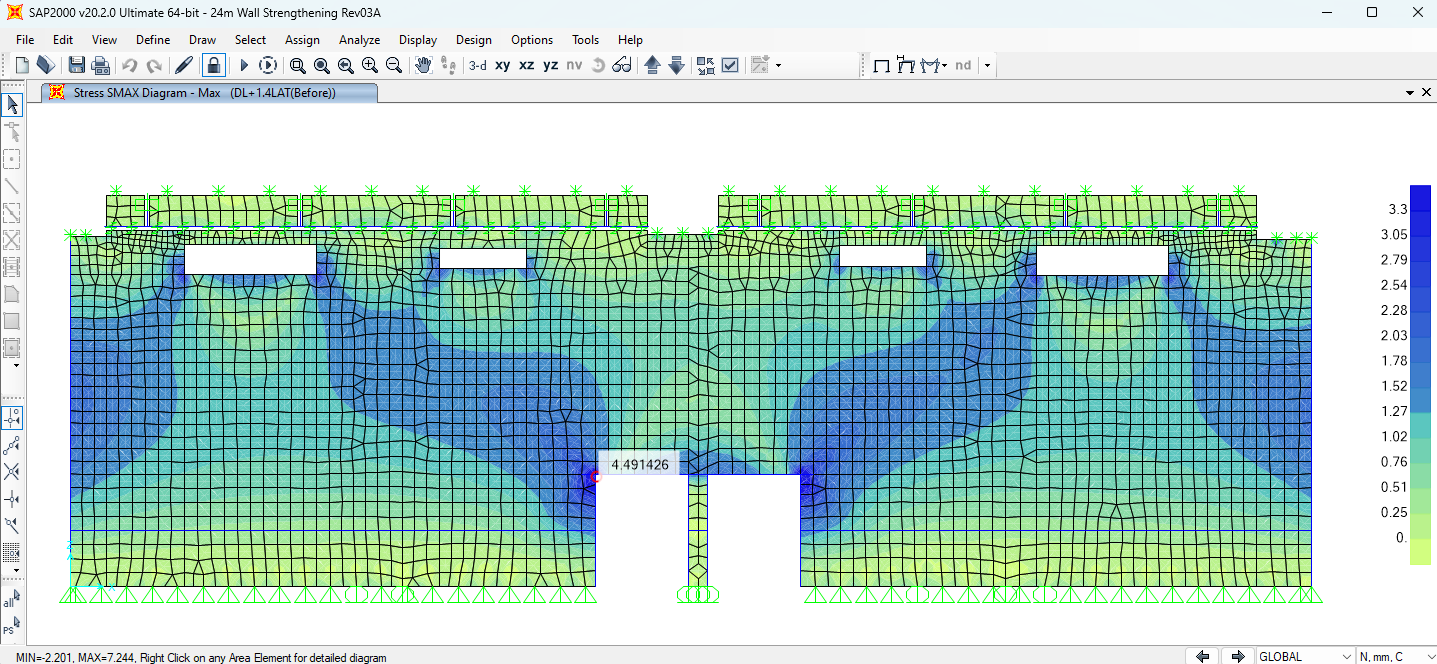 SAP2000 v20.2.0 Ultimate 64-bit - 24m Wall Strengthening Rev03A
File Edit View Define Draw Select Assign Analyze Display Design Options Tools Help
3-d xy xz yz nv nd
Stress SMAX Diagram - Max (DL+1.4LAT(Before))
3.3
3.05
2.79
2.54
2.28
2.03
1.78
1.52
1.27
1.02
0.76
0.51
0.25
0.
4.491426
all
PS
MIN=-2.201, MAX=7.244, Right Click on any Area Element for detailed diagram
GLOBAL
N, mm, C